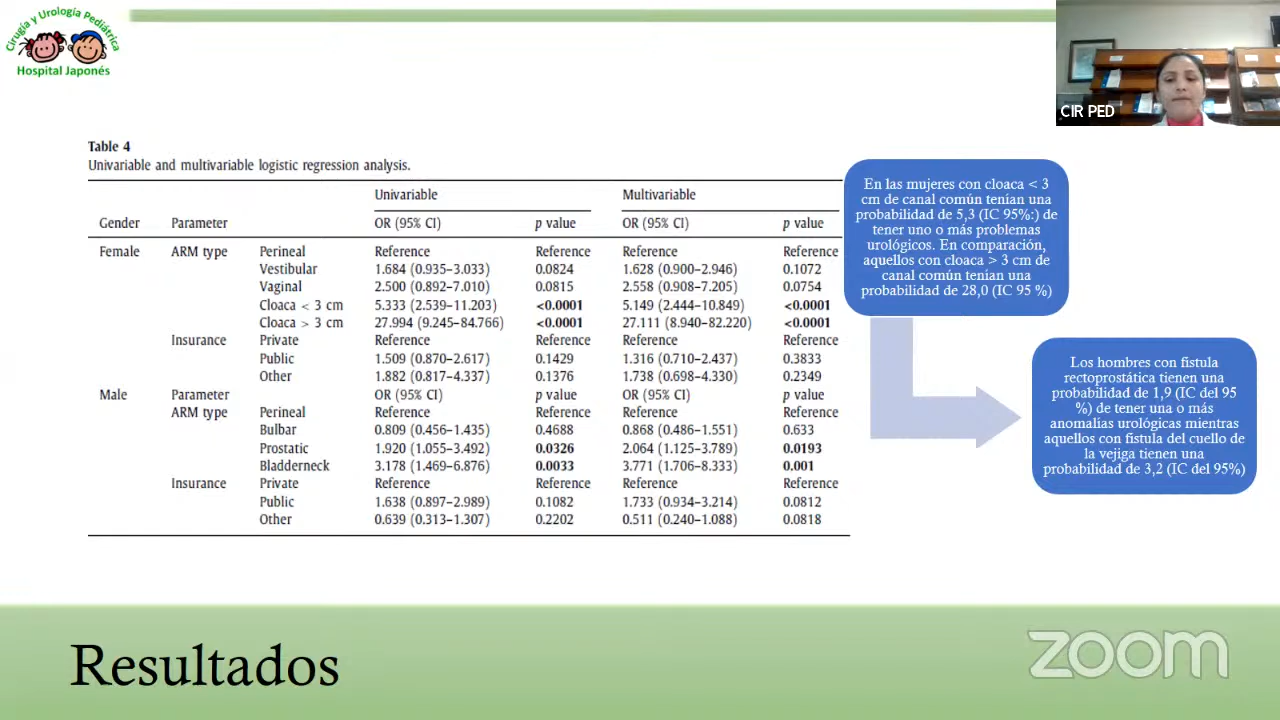 Cirugía y Urología Pediátrica
Hospital Japonés
CIR PED
Table 4
Univariable and multivariable logistic regression analysis.
Univariable Multivariable
Gender Parameter OR (95% CI) p value OR (95% CI) p value
Female ARM type Perineal Reference Reference Reference Reference
Vestibular 1.684 (0.935–3.033) 0.0824 1.628 (0.900–2.946) 0.1072
Vaginal 2.500 (0.892–7.010) 0.0815 2.558 (0.908–7.205) 0.0754
Cloaca < 3 cm 5.333 (2.539–11.203) <0.0001 5.149 (2.444–10.849) <0.0001
Cloaca > 3 cm 27.994 (9.245–84.766) <0.0001 27.111 (8.940–82.220) <0.0001
Insurance Private Reference Reference Reference Reference
Public 1.509 (0.870–2.617) 0.1429 1.316 (0.710–2.437) 0.3833
Other 1.882 (0.817–4.337) 0.1376 1.738 (0.698–4.330) 0.2349
Male Parameter OR (95% CI) p value OR (95% CI) p value
ARM type Perineal Reference Reference Reference Reference
Bulbar 0.809 (0.456–1.435) 0.4688 0.868 (0.486–1.551) 0.633
Prostatic 1.920 (1.055–3.492) 0.0326 2.064 (1.125–3.789) 0.0193
Bladderneck 3.178 (1.469–6.876) 0.0033 3.771 (1.706–8.333) 0.001
Insurance Private Reference Reference Reference Reference
Public 1.638 (0.897–2.989) 0.1082 1.733 (0.934–3.214) 0.0812
Other 0.639 (0.313–1.307) 0.2202 0.511 (0.240–1.088) 0.0818
En las mujeres con cloaca < 3
cm de canal común tenían una
probabilidad de 5,3 (IC 95%:) de
tener uno o más problemas
urológicos. En comparación,
aquellos con cloaca > 3 cm de
canal común tenían una
probabilidad de 28,0 (IC 95 %)
Los hombres con fístula
rectoprostática tienen una
probabilidad de 1,9 (IC del 95
%) de tener una o más
anomalías urológicas mientras
aquellos con fístula del cuello de
la vejiga tienen una
probabilidad de 3,2 (IC del 95%)
Resultados
zoom